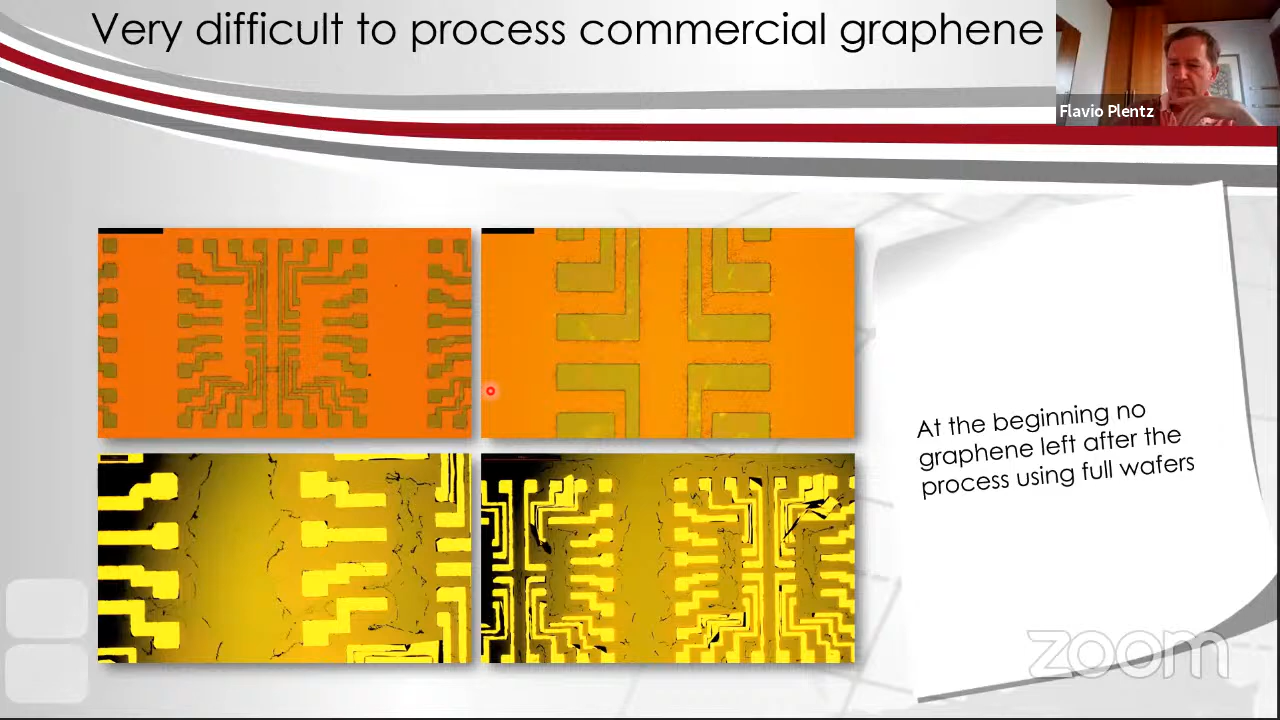 Very difficult to process commercial graphene
Flavio Plentz
At the beginning no
graphene left after the
process using full wafers
zoom